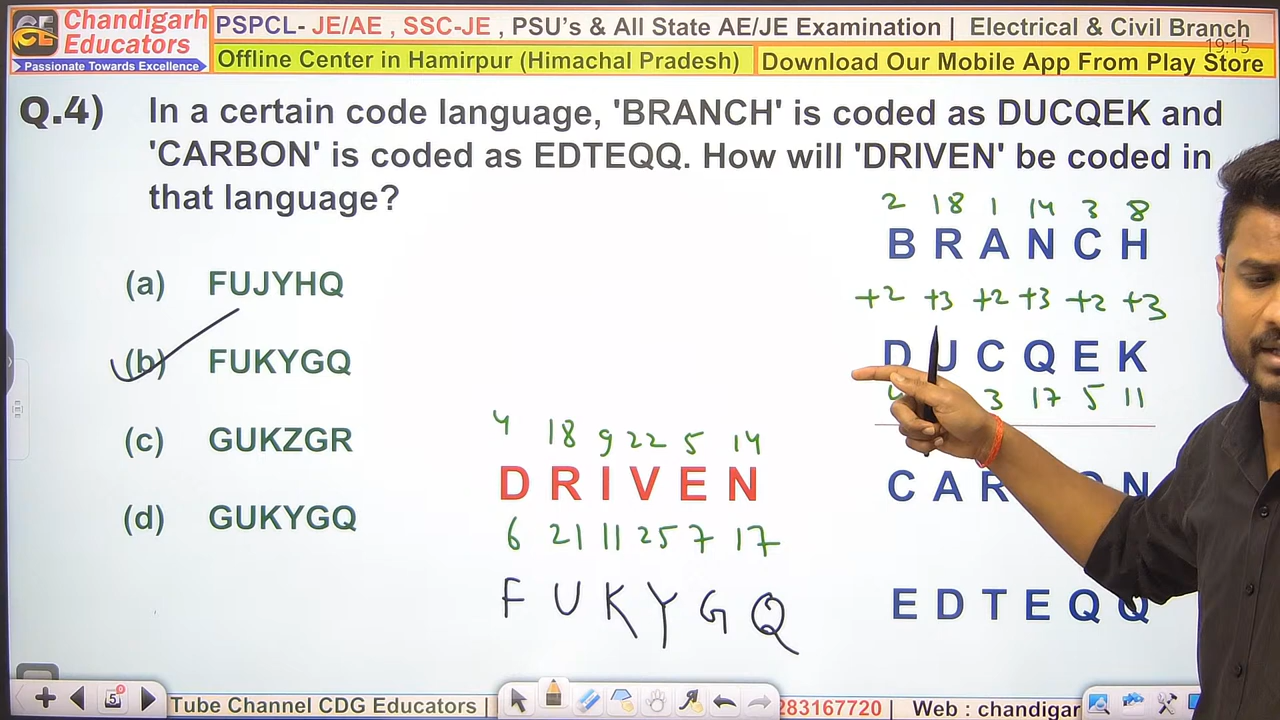 Chandigarh
Educators
Passionate Towards Excellence
PSPCL- JE/AE , SSC-JE , PSU's & All State AE/JE Examination | Electrical & Civil Branch
19:15
Offline Center in Hamirpur (Himachal Pradesh) Download Our Mobile App From Play Store
Q.4) In a certain code language, 'BRANCH' is coded as DUCQEK and
'CARBON' is coded as EDTEQQ. How will 'DRIVEN' be coded in
that language?
2 18 1 14 3 8
B R A N C H
+2 +3 +2 +3 +2 +3
D U C Q E K
3 17 5 11
(a) FUJYHQ
(b) FUKYGQ
(c) GUKZGR
(d) GUKYGQ
4 18 9 22 5 14
D R I V E N
6 21 11 25 7 17
F U K Y G Q
C A R O N
E D T E Q Q
5
Tube Channel CDG Educators |
283167720 | Web : chandigar